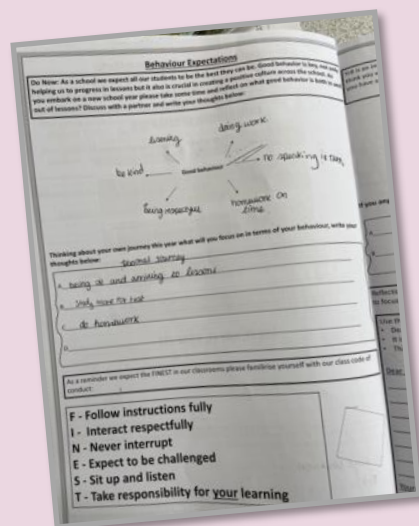 Behaviour Expectations
Do Now: As a school we expect all our students to be the best they can be. Good behavior is key, not only
helping us to progress in lessons but it also is crucial in creating a positive culture across the school. As
you embark on a new school year please take some time and reflect on what good behavior is both in and
out of lessons? Discuss with a partner and write your thoughts below:
doing work
listening
be kind
Good behaviour
no speaking in
being respectful
homework on
time
Thinking about your own journey this year what will you focus on in terms of your behaviour, write your
thoughts below:
being and arriving to lessons
study more for test
do homework
As a reminder we expect the FINEST in our classrooms please familirise yourself with our class code of
conduct:
F - Follow instructions fully
I - Interact respectfully
N - Never interrupt
E - Expect to be challenged
S - Sit up and listen
T - Take responsibility for your learning